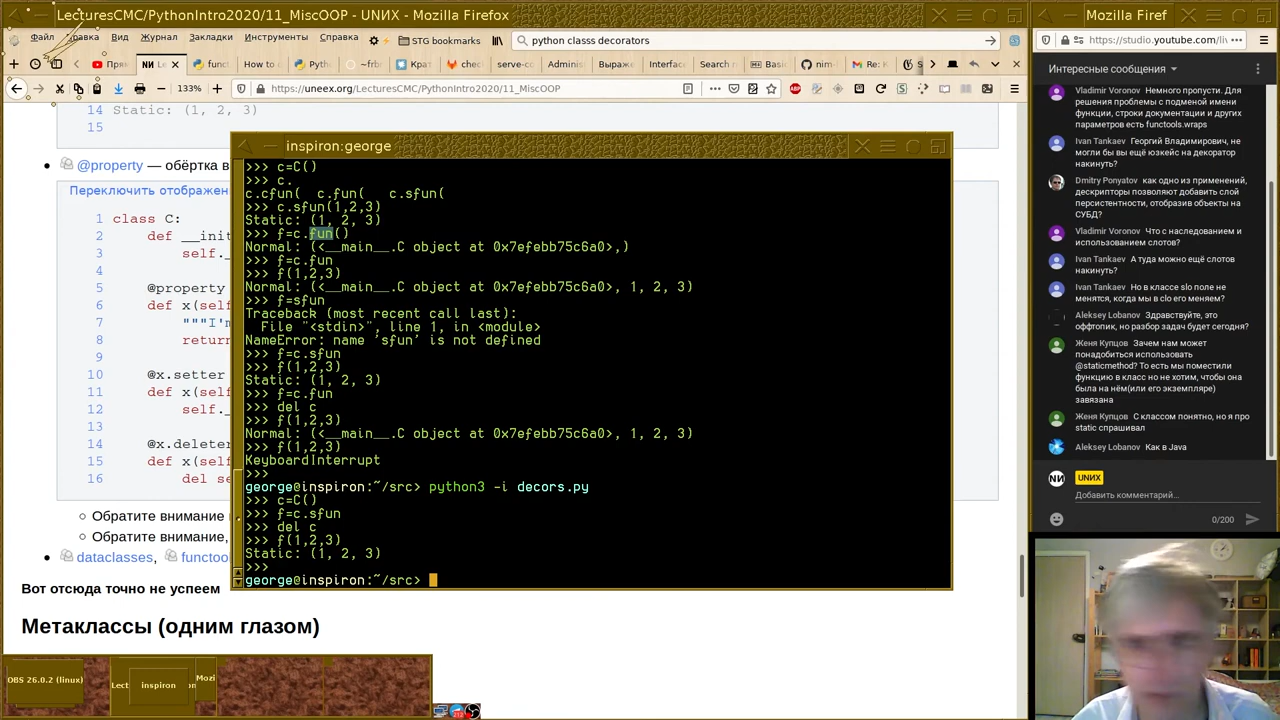 LecturesCMC/PythonIntro2020/11_MiscOOP - UNИX - Mozilla Firefox
Файл Правка Вид Журнал Закладки Инструменты Справка
STG bookmarks
python classs decorators
133%
https://uneex.org/LecturesCMC/PythonIntro2020/11_MiscOOP
14 Static: (1, 2, 3)
15
@property — обёртка в
Переключить отображен
1 class C:
2 def __init
3 self._
4
5 @property
6 def x(self
7 """I'm
8 return
9
10 @x.setter
11 def x(self
12 self._
13
14 @x.deleter
15 def x(self
16 del se
Обратите внимание
Обратите внимание,
dataclasses, functoo
Вот отсюда точно не успеем
Метаклассы (одним глазом)
inspiron:george
>>> c=C()
>>> c.
c.cfun( c.fun( c.sfun(
>>> c.sfun(1,2,3)
Static: (1, 2, 3)
>>> f=c.fun()
Normal: (<__main__.C object at 0x7efebb75c6a0>,)
>>> f=c.fun
>>> f(1,2,3)
Normal: (<__main__.C object at 0x7efebb75c6a0>, 1, 2, 3)
>>> f=sfun
Traceback (most recent call last):
File "<stdin>", line 1, in <module>
NameError: name 'sfun' is not defined
>>> f=c.sfun
>>> f(1,2,3)
Static: (1, 2, 3)
>>> f=c.fun
>>> del c
>>> f(1,2,3)
Normal: (<__main__.C object at 0x7efebb75c6a0>, 1, 2, 3)
>>> f(1,2,3)
KeyboardInterrupt
>>>
george@inspiron:~/src> python3 -i decors.py
>>> c=C()
>>> f=c.sfun
>>> del c
>>> f(1,2,3)
Static: (1, 2, 3)
>>>
george@inspiron:~/src>
Mozilla Firef
https://studio.youtube.com/liv
Интересные сообщения
Vladimir Voronov Немного пропусти. Для
решения проблемы с подменой имени
функции, строки документации и других
параметров есть functools.wraps
Ivan Tankaev Георгий Владимирович, не
могли бы вы ещё юзкейс на декоратор
накинуть?
Dmitry Ponyatov как одно из применений,
дескрипторы позволяют добавить слой
персистентности, отобразив объекты на
СУБД?
Vladimir Voronov Что с наследованием и
использованием слотов?
Ivan Tankaev А туда можно ещё слотов
накинуть?
Ivan Tankaev Но в классе slo поле не
менятся, когда мы в clo его меняем?
Aleksey Lobanov Здравствуйте, это
оффтопик, но разбор задач будет сегодня?
Женя Купцов Зачем нам может
понадобиться использовать
@staticmethod? То есть мы поместили
функцию в класс но не хотим, чтобы она
была на нём(или его экземпляре)
завязана
Женя Купцов С классом понятно, но я про
static спрашивал
Aleksey Lobanov Как в Java
UNИX
Добавить комментарий...
0/200
OBS 26.0.2 (linux)
Lect
inspiron
Mozi